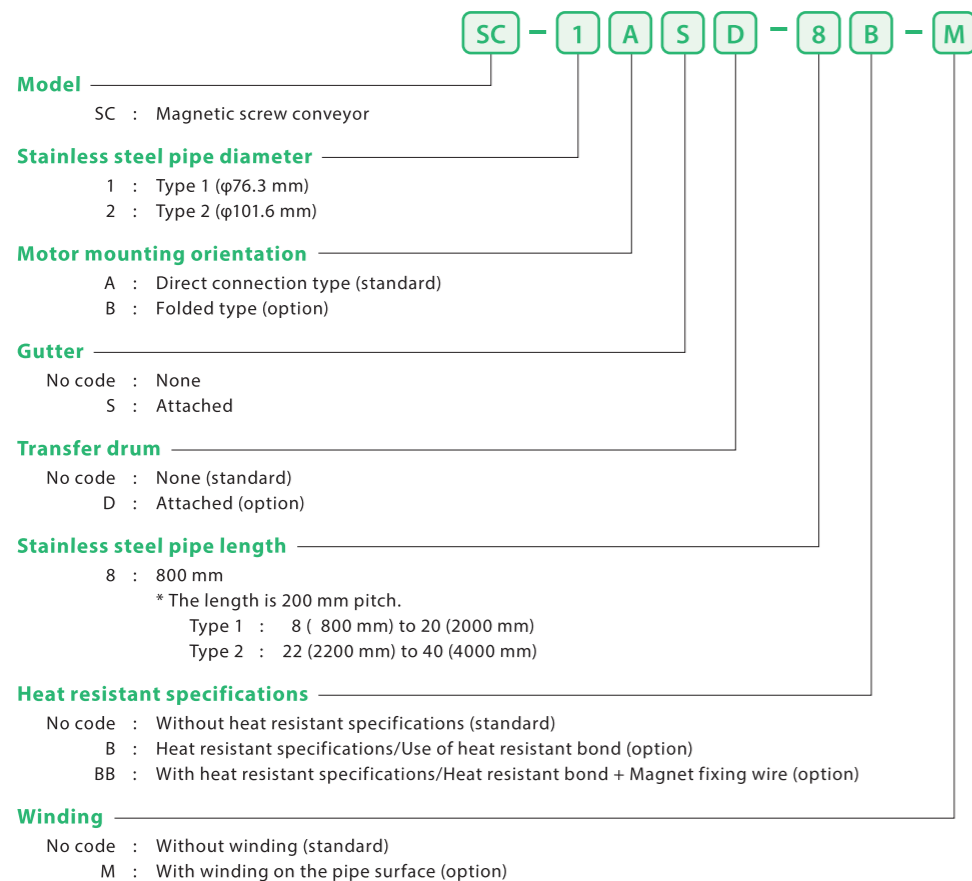 SC - 1 A S D - 8 B - M
Model
SC : Magnetic screw conveyor
Stainless steel pipe diameter
1 : Type 1 (φ76.3 mm)
2 : Type 2 (φ101.6 mm)
Motor mounting orientation
A : Direct connection type (standard)
B : Folded type (option)
Gutter
No code : None
S : Attached
Transfer drum
No code : None (standard)
D : Attached (option)
Stainless steel pipe length
8 : 800 mm
* The length is 200 mm pitch.
Type 1 : 8 ( 800 mm) to 20 (2000 mm)
Type 2 : 22 (2200 mm) to 40 (4000 mm)
Heat resistant specifications
No code : Without heat resistant specifications (standard)
B : Heat resistant specifications/Use of heat resistant bond (option)
BB : With heat resistant specifications/Heat resistant bond + Magnet fixing wire (option)
Winding
No code : Without winding (standard)
M : With winding on the pipe surface (option)